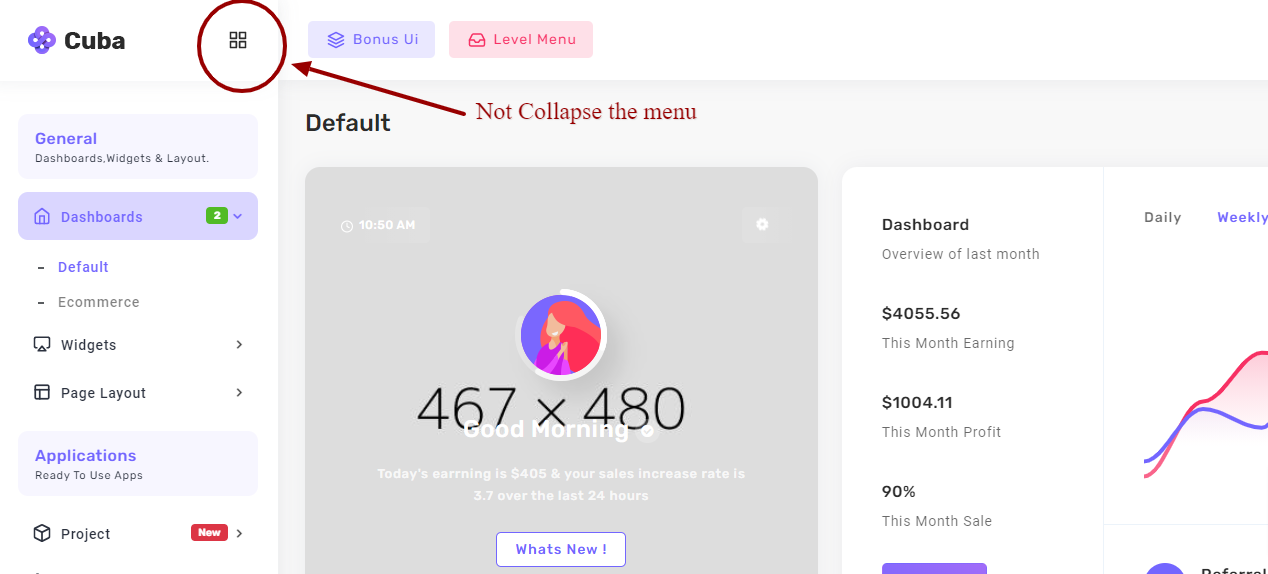 Cuba
Bonus Ui
Level Menu
Not Collapse the menu
Default
General
Dashboards,Widgets & Layout.
Dashboards
2
Default
Ecommerce
Widgets
Page Layout
Applications
Ready To Use Apps
Project
New
10:50 AM
467 × 480
Good Morning
Today's earrning is $405 & your sales increase rate is
3.7 over the last 24 hours
Whats New !
Dashboard
Overview of last month
$4055.56
This Month Earning
$1004.11
This Month Profit
90%
This Month Sale
Daily
Weekly
Referral